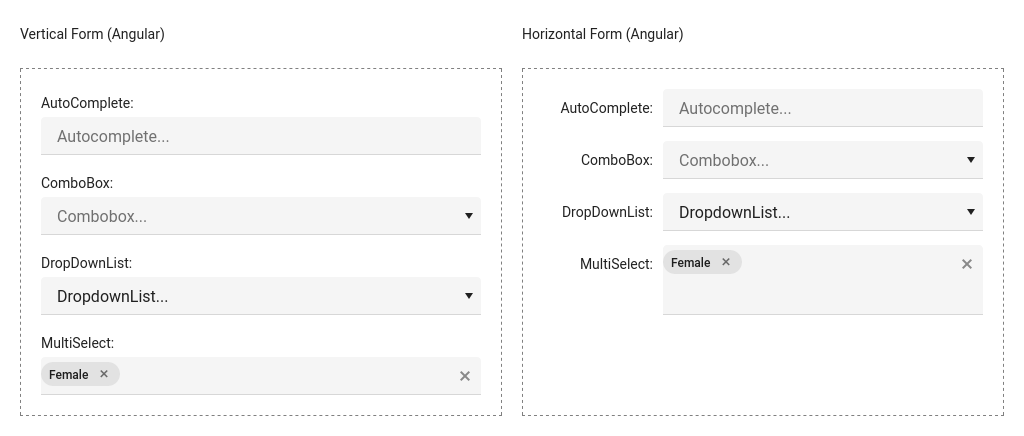 Vertical Form (Angular)
AutoComplete:
Autocomplete...
ComboBox:
Combobox...
DropDownList:
DropdownList...
MultiSelect:
Female
Horizontal Form (Angular)
AutoComplete: Autocomplete...
ComboBox: Combobox...
DropDownList: DropdownList...
MultiSelect: Female